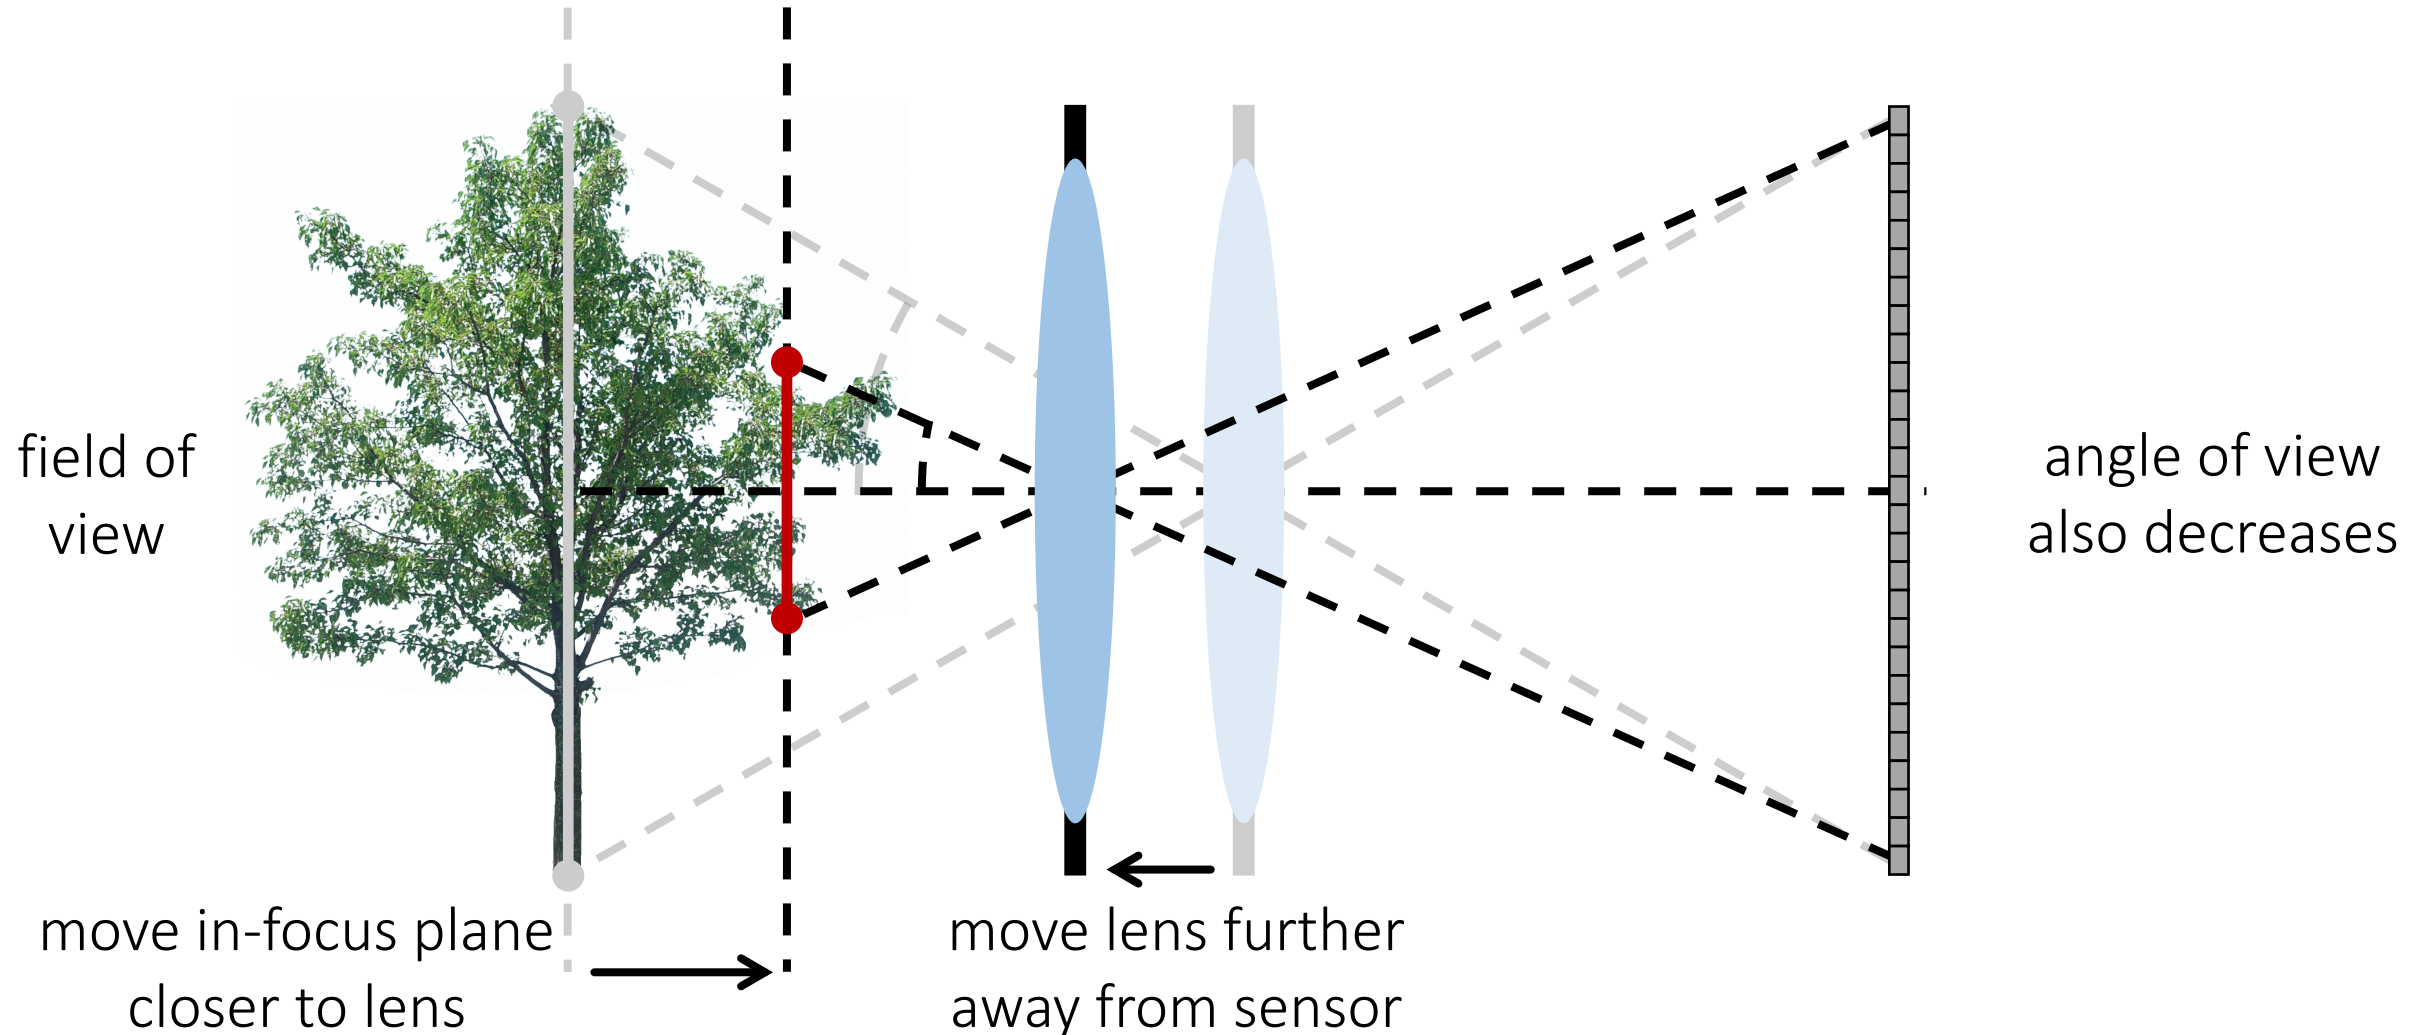 field of
view
angle of view
also decreases
move in-focus plane
closer to lens
move lens further
away from sensor